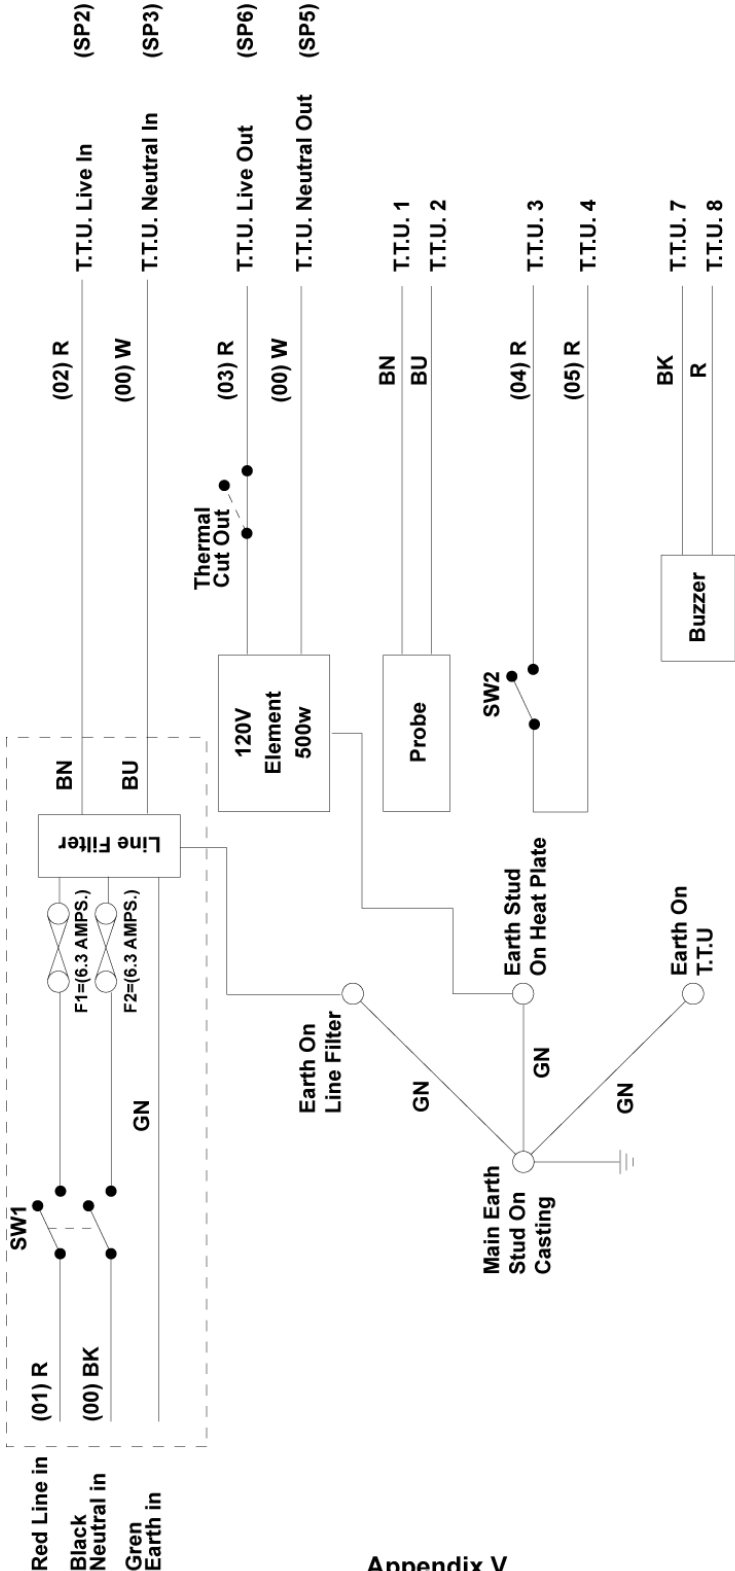 Red Line in
Black
Neutral in
Gren
Earth in
(01) R
(00) BK
SW1
GN
F1=(6.3 AMPS.)
F2=(6.3 AMPS.)
Line Filter
BN
BU
(02) R
(00) W
T.T.U. Live In
(SP2)
T.T.U. Neutral In
(SP3)
120V
Element
500w
Thermal
Cut Out
(03) R
(00) W
T.T.U. Live Out
(SP6)
T.T.U. Neutral Out
(SP5)
Probe
BN
BU
T.T.U. 1
T.T.U. 2
SW2
(04) R
(05) R
T.T.U. 3
T.T.U. 4
Buzzer
BK
R
T.T.U. 7
T.T.U. 8
Main Earth
Stud On
Casting
GN
GN
GN
Earth On
Line Filter
Earth Stud
On Heat Plate
Earth On
T.T.U
Appendix V